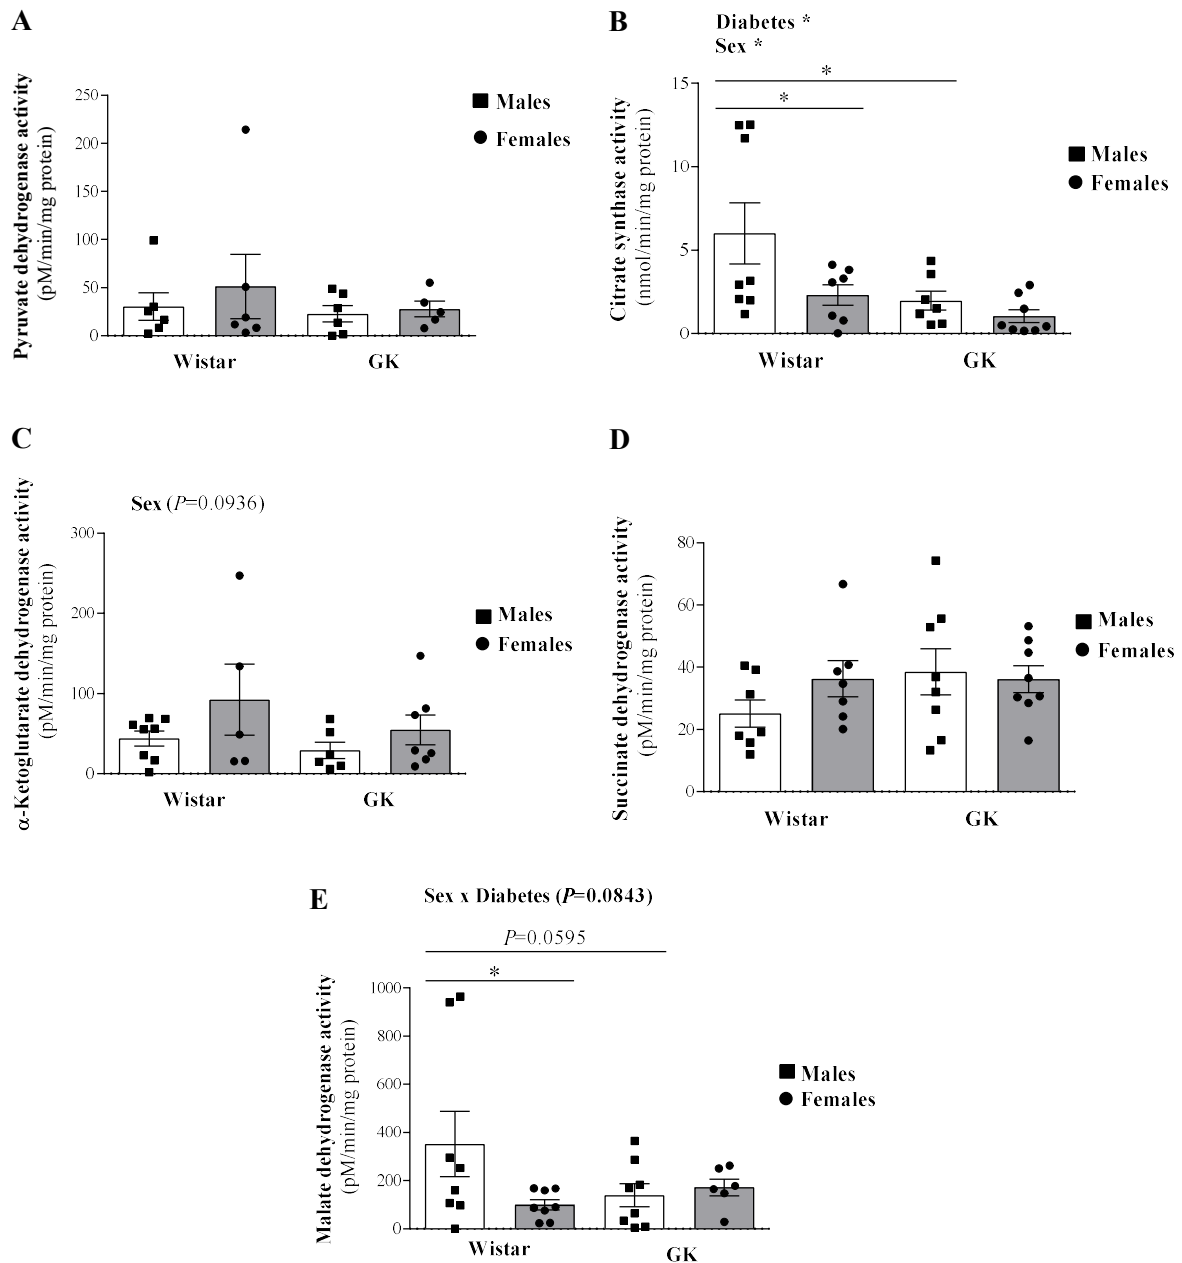 A
Pyruvate dehydrogenase activity
(pM/min/mg protein)
250
200
150
100
50
0
Wistar
GK
Males
Females
B
Diabetes *
Sex *
*
*
Citrate synthase activity
(nmol/min/mg protein)
15
10
5
0
Wistar
GK
Males
Females
C
Sex (P=0.0936)
α-Ketoglutarate dehydrogenase activity
(pM/min/mg protein)
300
200
100
0
Wistar
GK
Males
Females
D
Succinate dehydrogenase activity
(pM/min/mg protein)
80
60
40
20
0
Wistar
GK
Males
Females
E
Sex x Diabetes (P=0.0843)
P=0.0595
*
Malate dehydrogenase activity
(pM/min/mg protein)
1000
800
600
400
200
0
Wistar
GK
Males
Females